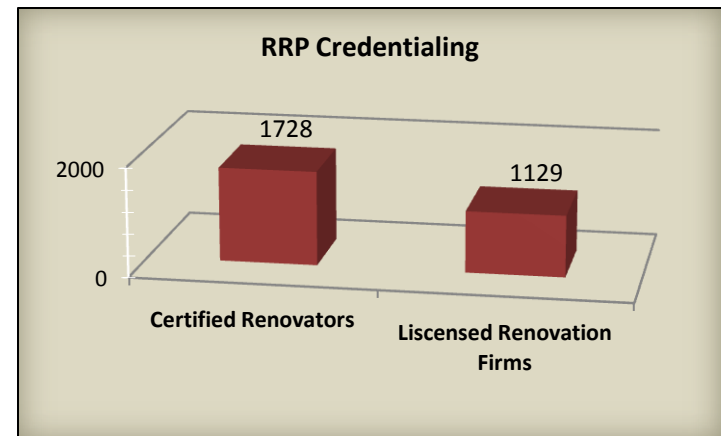 RRP Credentialing
1728
1129
2000
0
Certified Renovators
Liscensed Renovation
Firms